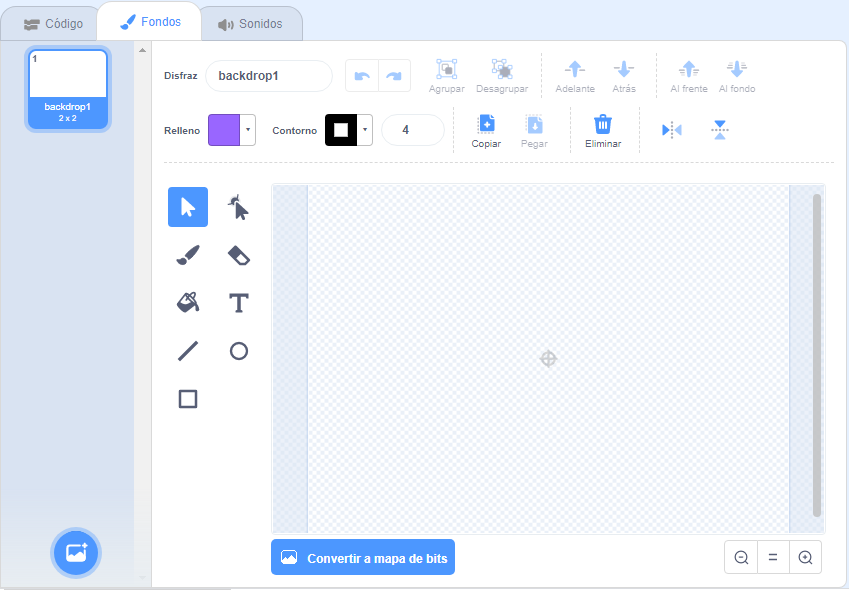 Código
Fondos
Sonidos
1
backdrop1
2 x 2
Disfraz
backdrop1
Agrupar
Desagrupar
Adelante
Atrás
Al frente
Al fondo
Relleno
Contorno
4
Copiar
Pegar
Eliminar
T
Convertir a mapa de bits
=